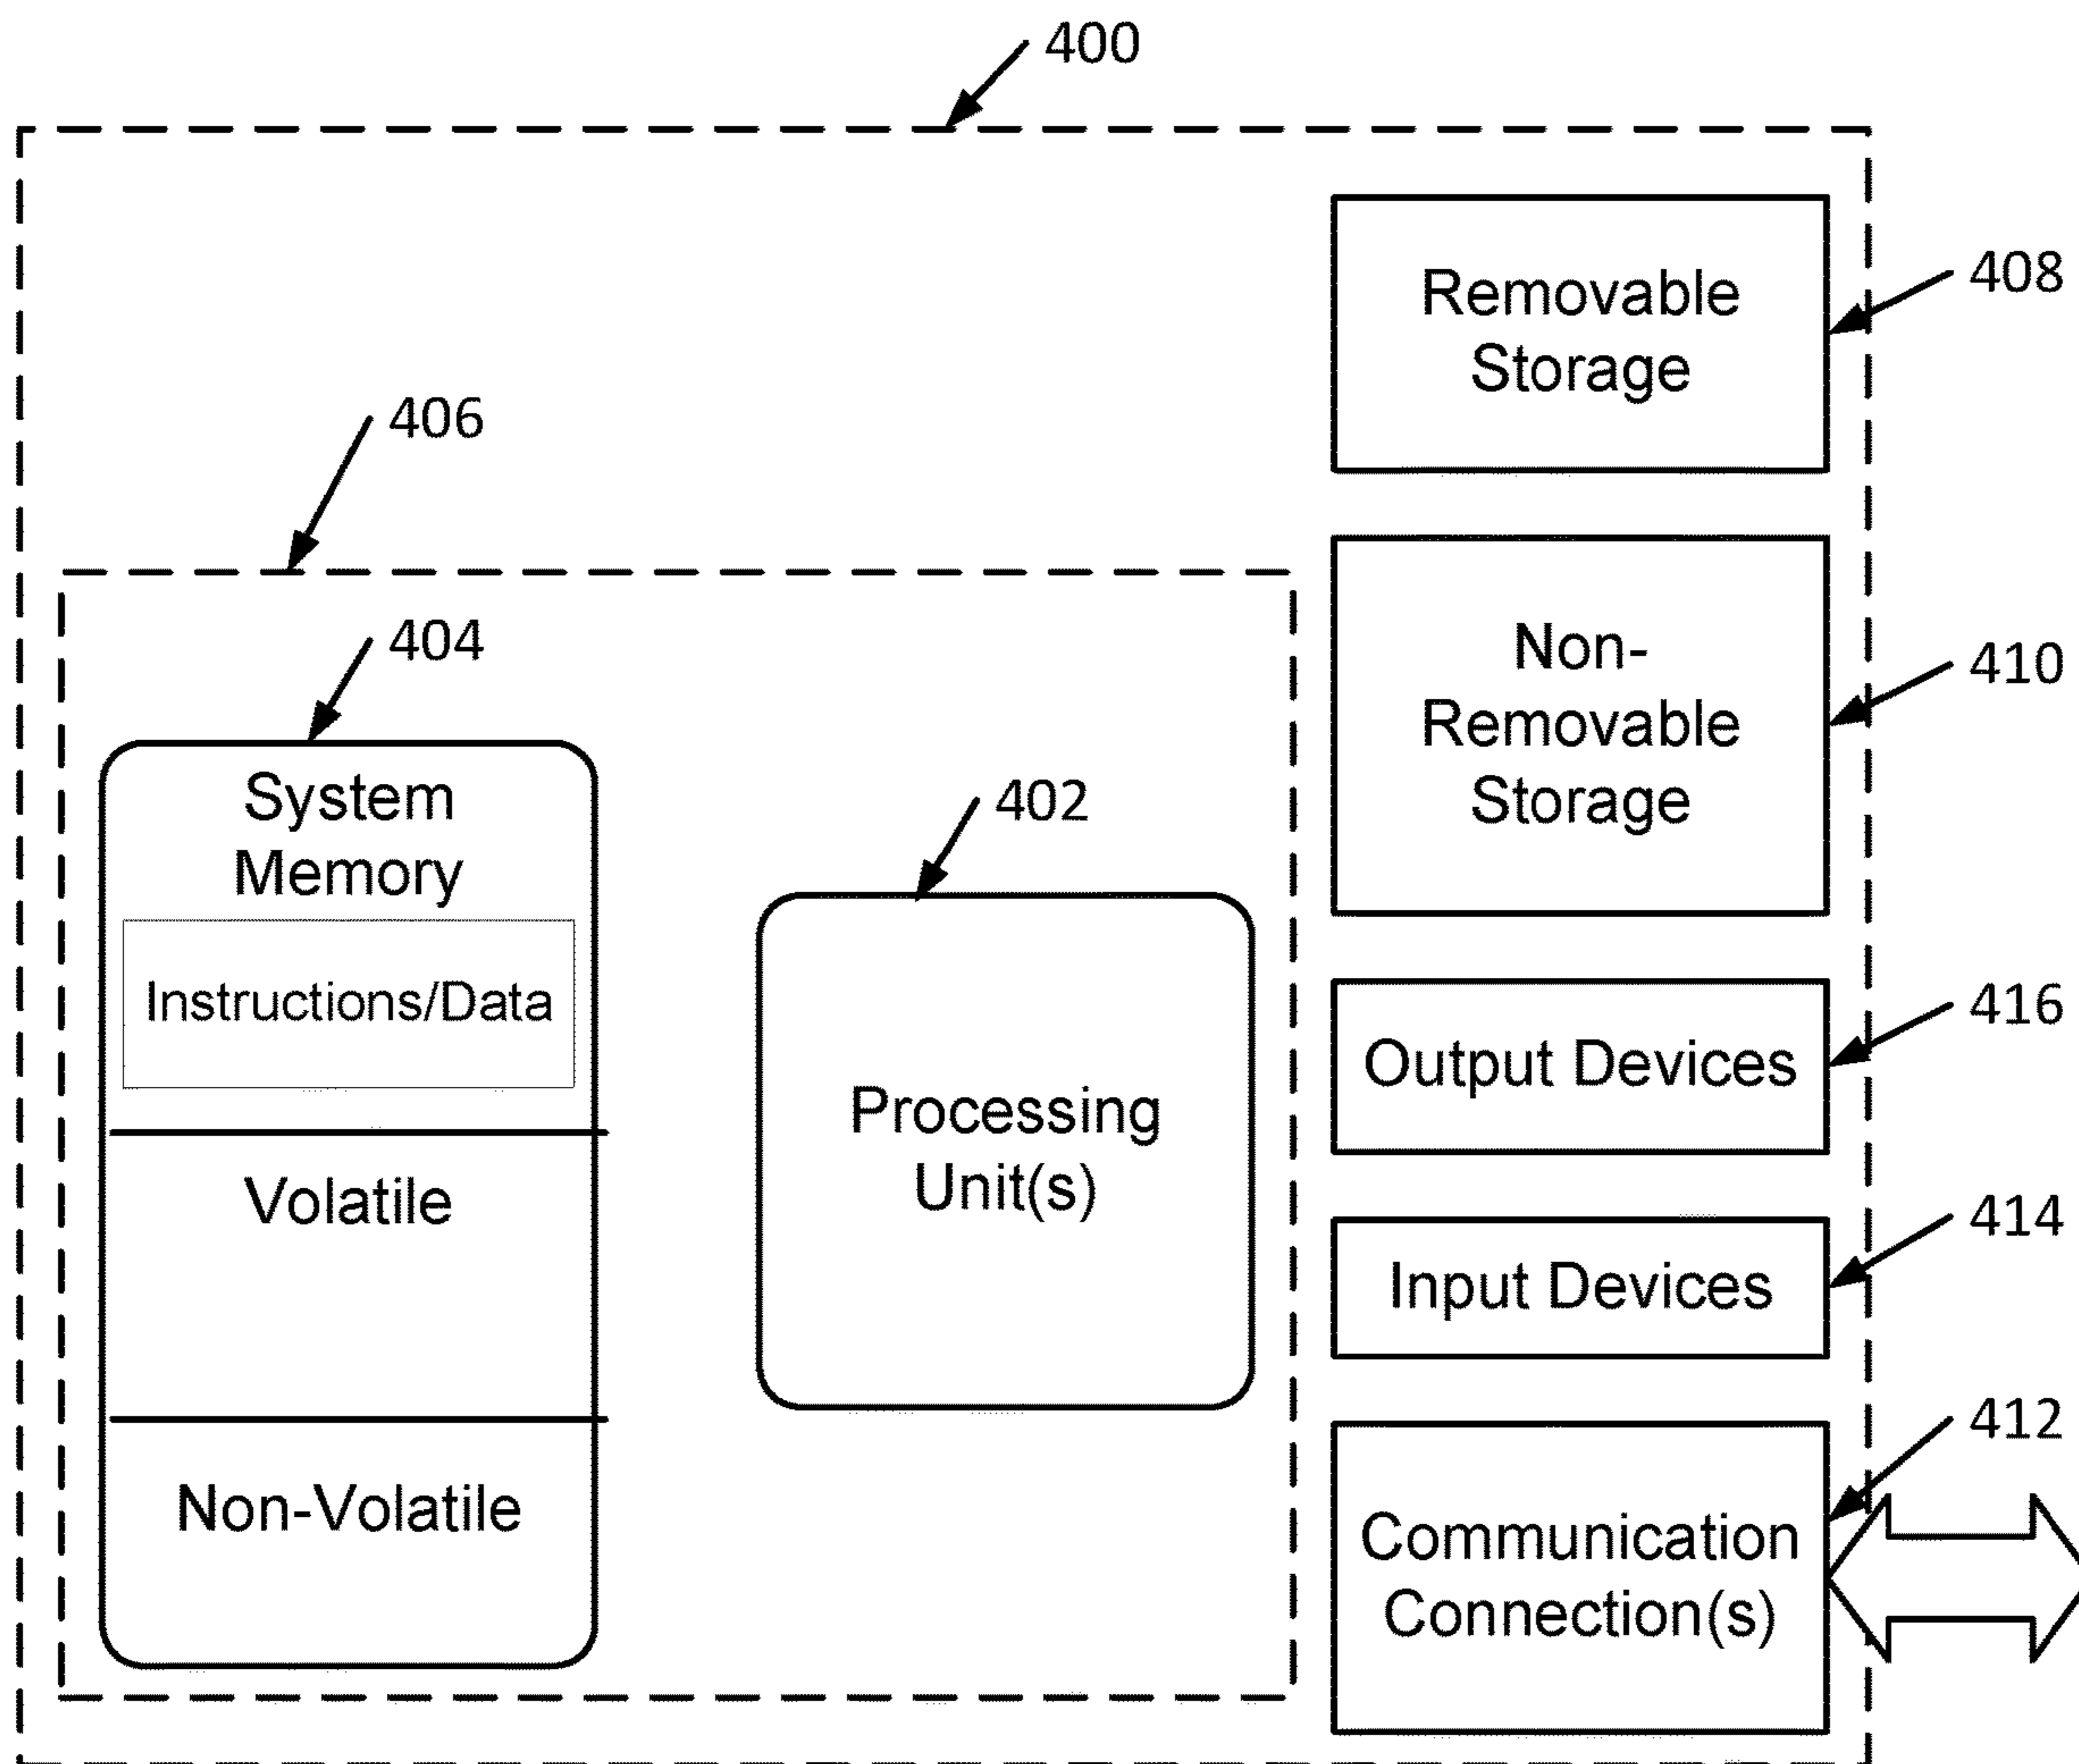 400
Removable
Storage
408
406
Non-
Removable
Storage
410
404
System
Memory
Instructions/Data
Volatile
Non-Volatile
402
Processing
Unit(s)
Output Devices
416
Input Devices
414
412
Communication
Connection(s)